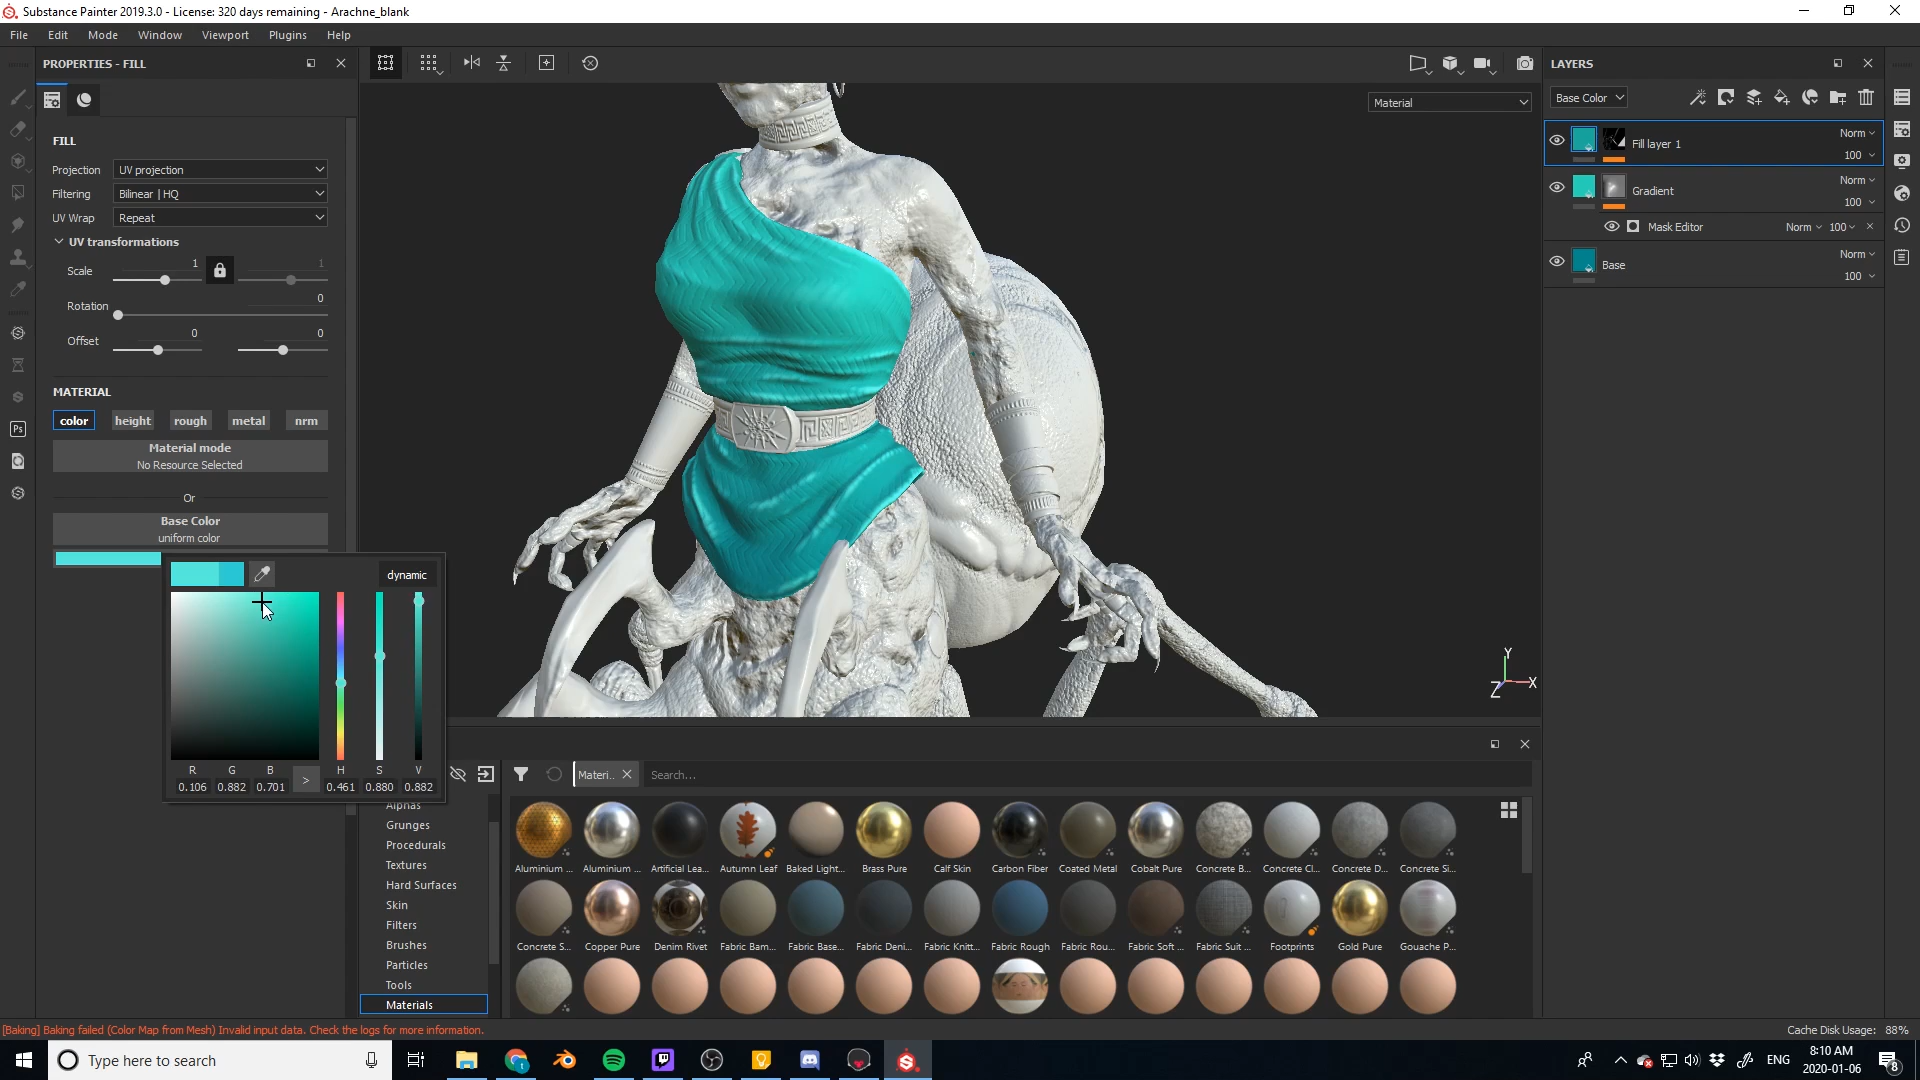 Substance Painter 2019.3.0 - License: 320 days remaining - Arachne_blank
File Edit Mode Window Viewport Plugins Help
PROPERTIES - FILL
FILL
Projection UV projection
Filtering Bilinear | HQ
UV Wrap Repeat
UV transformations
Scale 1 1
Rotation 0
Offset 0 0
MATERIAL
color height rough metal nrm
Material mode
No Resource Selected
Or
Base Color
uniform color
dynamic
R G B H S V
0.106 0.882 0.701 > 0.461 0.880 0.882
Ps
Material
Y
X
Z
LAYERS
Base Color
Fill layer 1 Norm 100
Gradient Norm 100
Mask Editor Norm 100
Base Norm 100
Alphas
Grunges
Procedurals
Textures
Hard Surfaces
Skin
Filters
Brushes
Particles
Tools
Materials
Materi.. Search...
Aluminium ... Aluminium ... Artificial Lea... Autumn Leaf Baked Light... Brass Pure Calf Skin Carbon Fiber Coated Metal Cobalt Pure Concrete B... Concrete Cl... Concrete D... Concrete Si...
Concrete S... Copper Pure Denim Rivet Fabric Bam... Fabric Base... Fabric Deni... Fabric Knitt... Fabric Rough Fabric Rou... Fabric Soft ... Fabric Suit ... Footprints Gold Pure Gouache P...
[Baking] Baking failed (Color Map from Mesh) Invalid input data. Check the logs for more information.
Cache Disk Usage: 88%
Type here to search
ENG
8:10 AM
2020-01-06
8